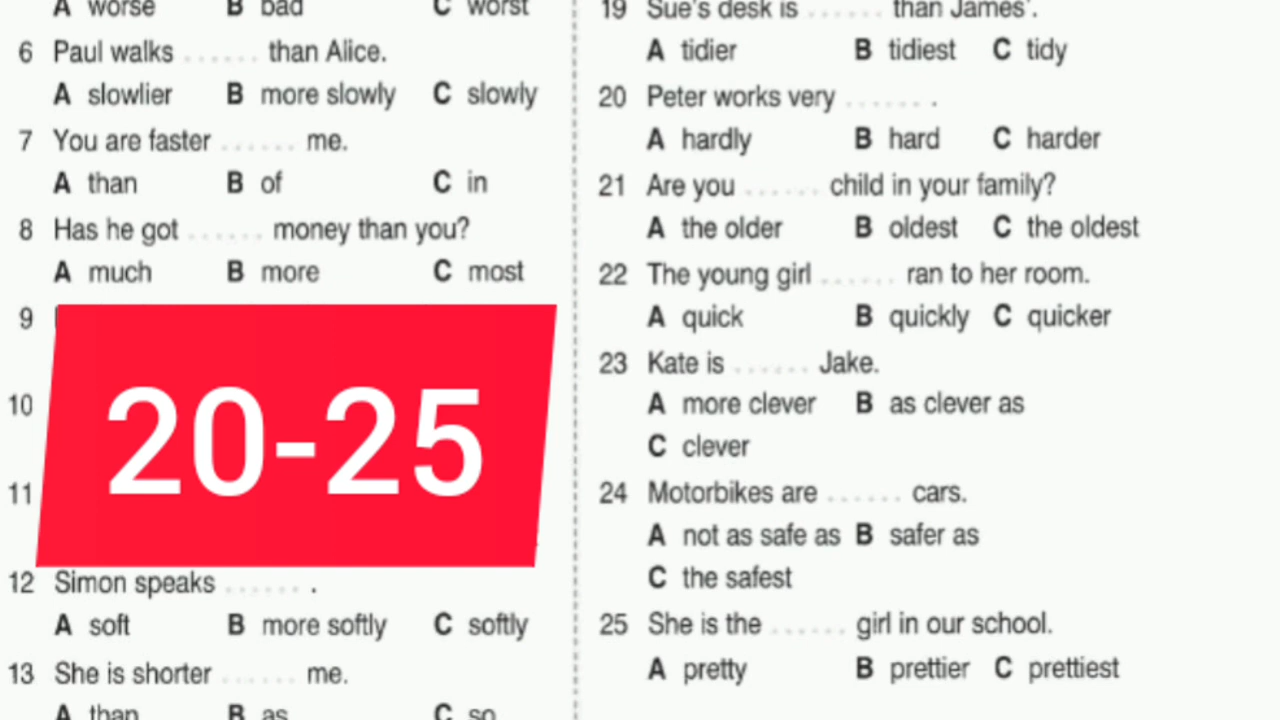 A worse B bad C worst
6 Paul walks ...... than Alice.
A slowlier B more slowly C slowly
7 You are faster ...... me.
A than B of C in
8 Has he got ...... money than you?
A much B more C most
9
10
11
20-25
12 Simon speaks ...... .
A soft B more softly C softly
13 She is shorter ...... me.
A than B as C so
19 Sue's desk is ...... than James'.
A tidier B tidiest C tidy
20 Peter works very ...... .
A hardly B hard C harder
21 Are you ...... child in your family?
A the older B oldest C the oldest
22 The young girl ...... ran to her room.
A quick B quickly C quicker
23 Kate is ...... Jake.
A more clever B as clever as
C clever
24 Motorbikes are ...... cars.
A not as safe as B safer as
C the safest
25 She is the ...... girl in our school.
A pretty B prettier C prettiest